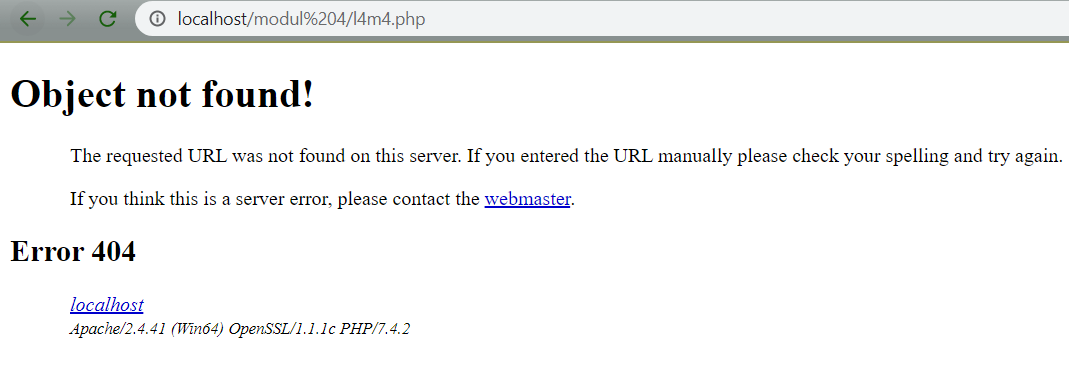 localhost/modul%204/l4m4.php
Object not found!
The requested URL was not found on this server. If you entered the URL manually please check your spelling and try again.
If you think this is a server error, please contact the webmaster.
Error 404
localhost
Apache/2.4.41 (Win64) OpenSSL/1.1.1c PHP/7.4.2